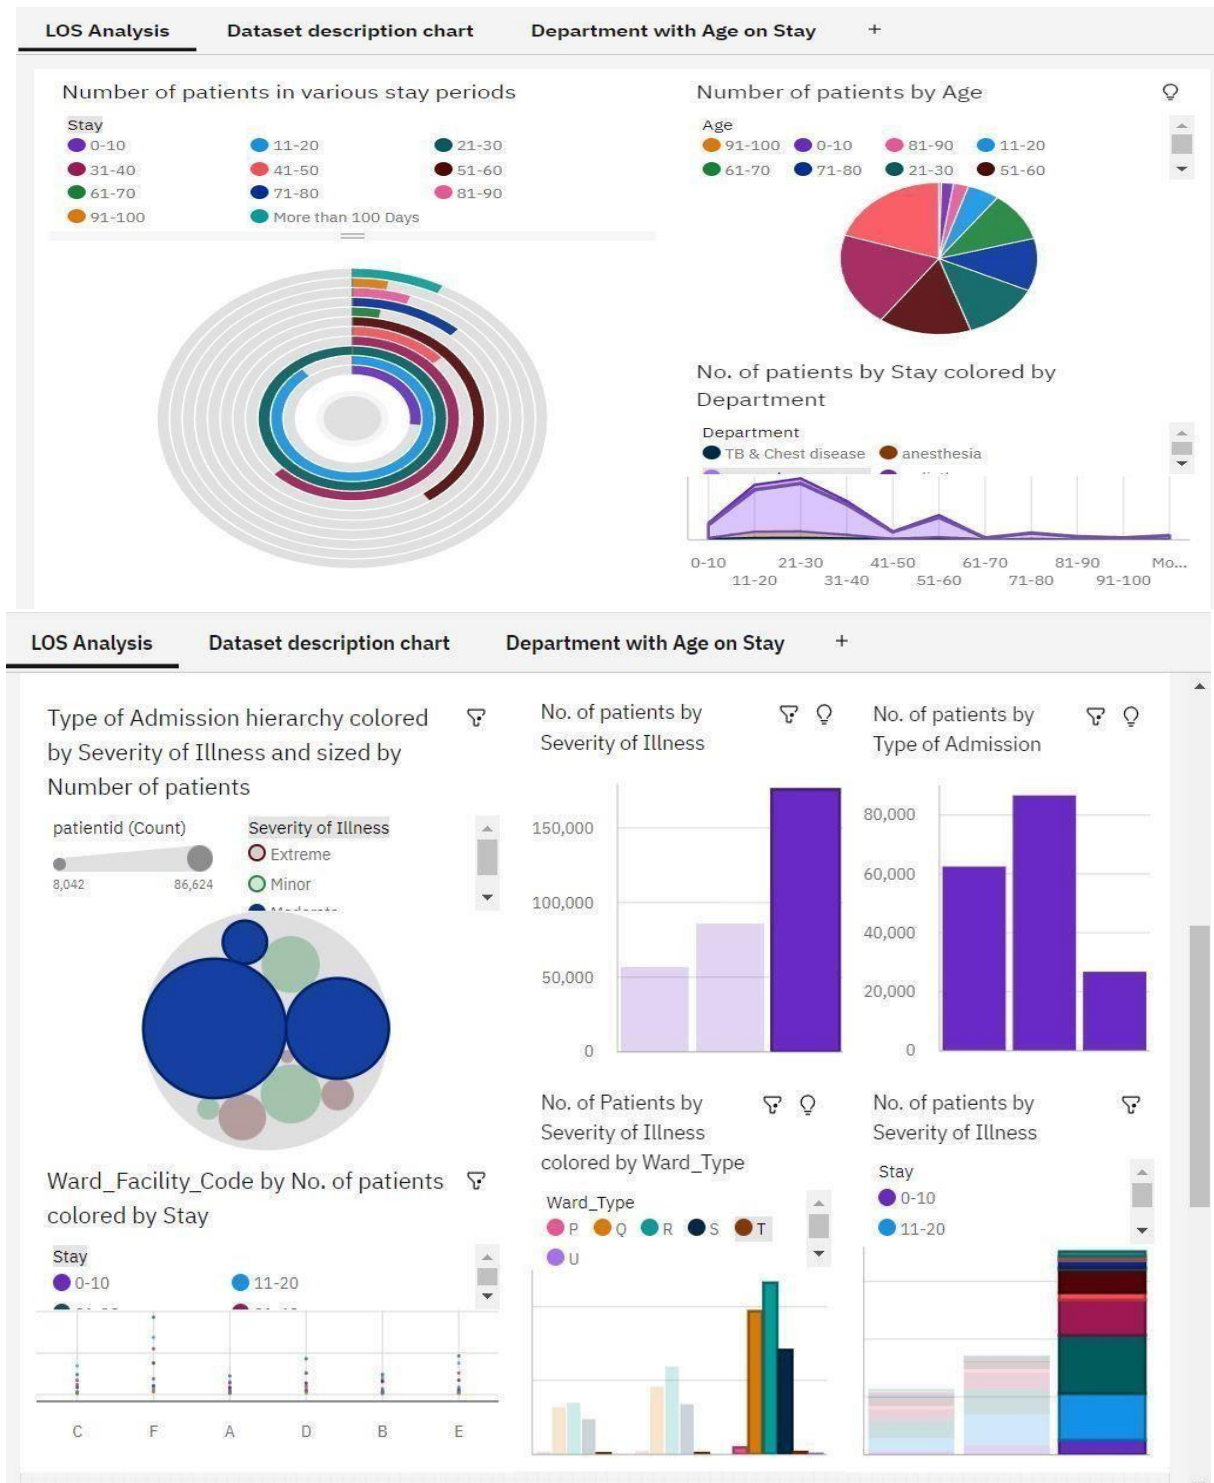 LOS Analysis Dataset description chart Department with Age on Stay +
Number of patients in various stay periods
Stay
0-10 11-20 21-30
31-40 41-50 51-60
61-70 71-80 81-90
91-100 More than 100 Days
Number of patients by Age
Age
91-100 0-10 81-90 11-20
61-70 71-80 21-30 51-60
No. of patients by Stay colored by
Department
Department
TB & Chest disease anesthesia
0-10 21-30 41-50 61-70 81-90 Mo...
11-20 31-40 51-60 71-80 91-100
LOS Analysis Dataset description chart Department with Age on Stay +
Type of Admission hierarchy colored
by Severity of Illness and sized by
Number of patients
patientid (Count)
8,042 86,624
Severity of Illness
Extreme
Minor
Moderate
No. of patients by
Severity of Illness
150,000
100,000
50,000
0
No. of patients by
Type of Admission
80,000
60,000
40,000
20,000
0
Ward_Facility_Code by No. of patients
colored by Stay
Stay
0-10 11-20
C F A D B E
No. of Patients by
Severity of Illness
colored by Ward_Type
Ward_Type
P Q R S T
U
No. of patients by
Severity of Illness
Stay
0-10
11-20